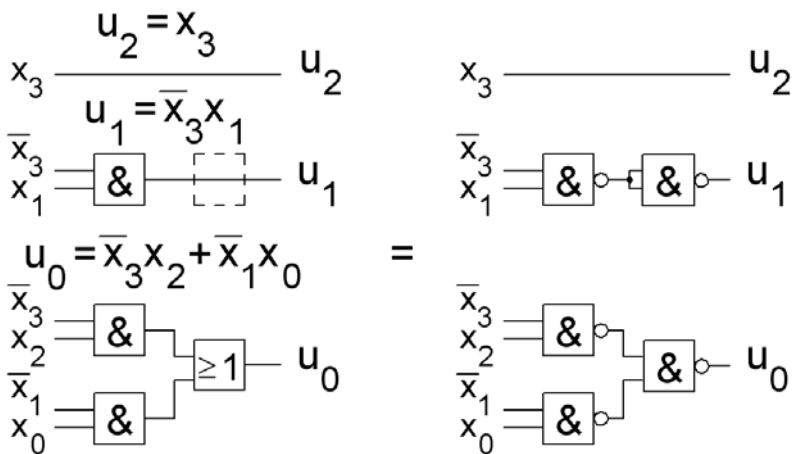 u₂ = x₃
x₃ u₂ x₃ u₂
u₁ = x̅₃x₁
x̅₃ x̅₃
& u₁ & & u₁
x₁ x₁
u₀ = x̅₃x₂ + x̅₁x₀ =
x̅₃ x̅₃
& &
x₂ x₂
≥1 u₀ & u₀
x̅₁ x̅₁
& &
x₀ x₀